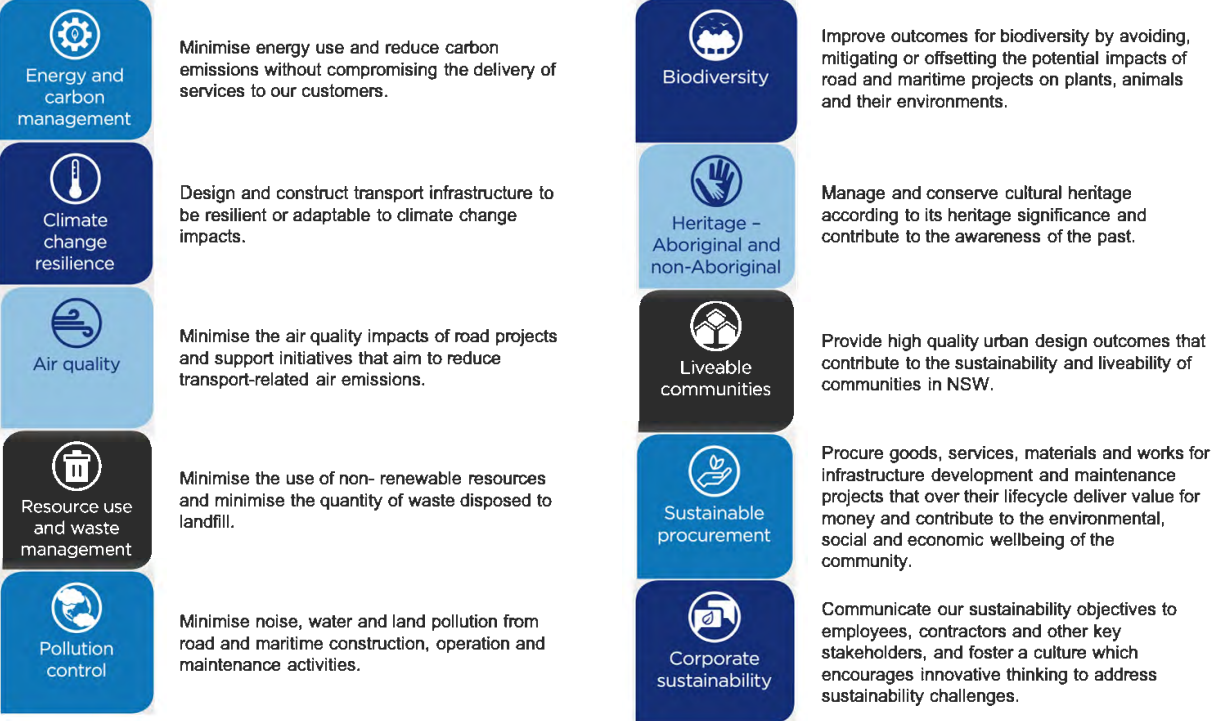 Energy and
carbon
management
Minimise energy use and reduce carbon
emissions without compromising the delivery of
services to our customers.
Climate
change
resilience
Design and construct transport infrastructure to
be resilient or adaptable to climate change
impacts.
Air quality
Minimise the air quality impacts of road projects
and support initiatives that aim to reduce
transport-related air emissions.
Resource use
and waste
management
Minimise the use of non- renewable resources
and minimise the quantity of waste disposed to
landfill.
Pollution
control
Minimise noise, water and land pollution from
road and maritime construction, operation and
maintenance activities.
Biodiversity
Improve outcomes for biodiversity by avoiding,
mitigating or offsetting the potential impacts of
road and maritime projects on plants, animals
and their environments.
Heritage –
Aboriginal and
non-Aboriginal
Manage and conserve cultural heritage
according to its heritage significance and
contribute to the awareness of the past.
Liveable
communities
Provide high quality urban design outcomes that
contribute to the sustainability and liveability of
communities in NSW.
Sustainable
procurement
Procure goods, services, materials and works for
infrastructure development and maintenance
projects that over their lifecycle deliver value for
money and contribute to the environmental,
social and economic wellbeing of the
community.
Corporate
sustainability
Communicate our sustainability objectives to
employees, contractors and other key
stakeholders, and foster a culture which
encourages innovative thinking to address
sustainability challenges.